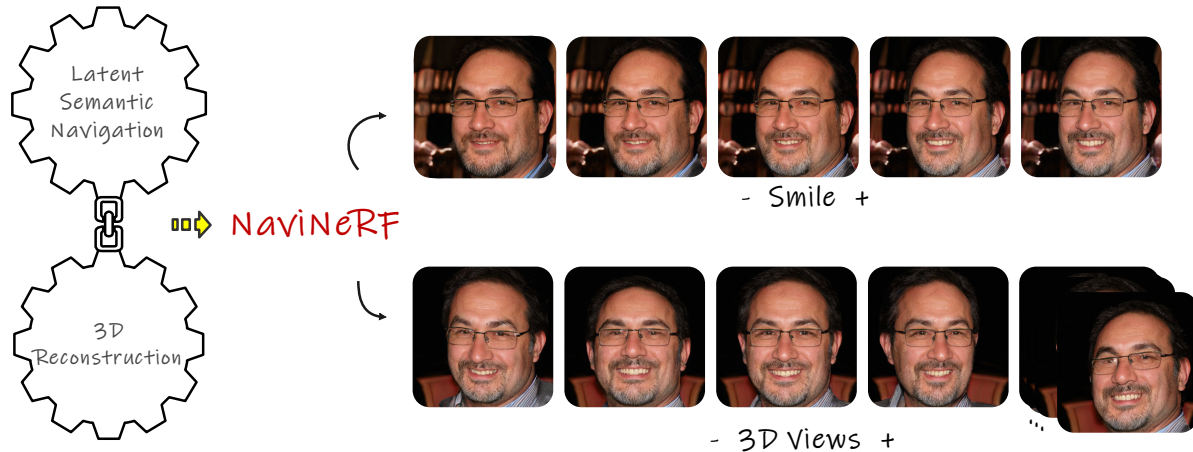 Latent
Semantic
Navigation
NaviNeRF
- Smile +
3D
Reconstruction
- 3D Views +
...